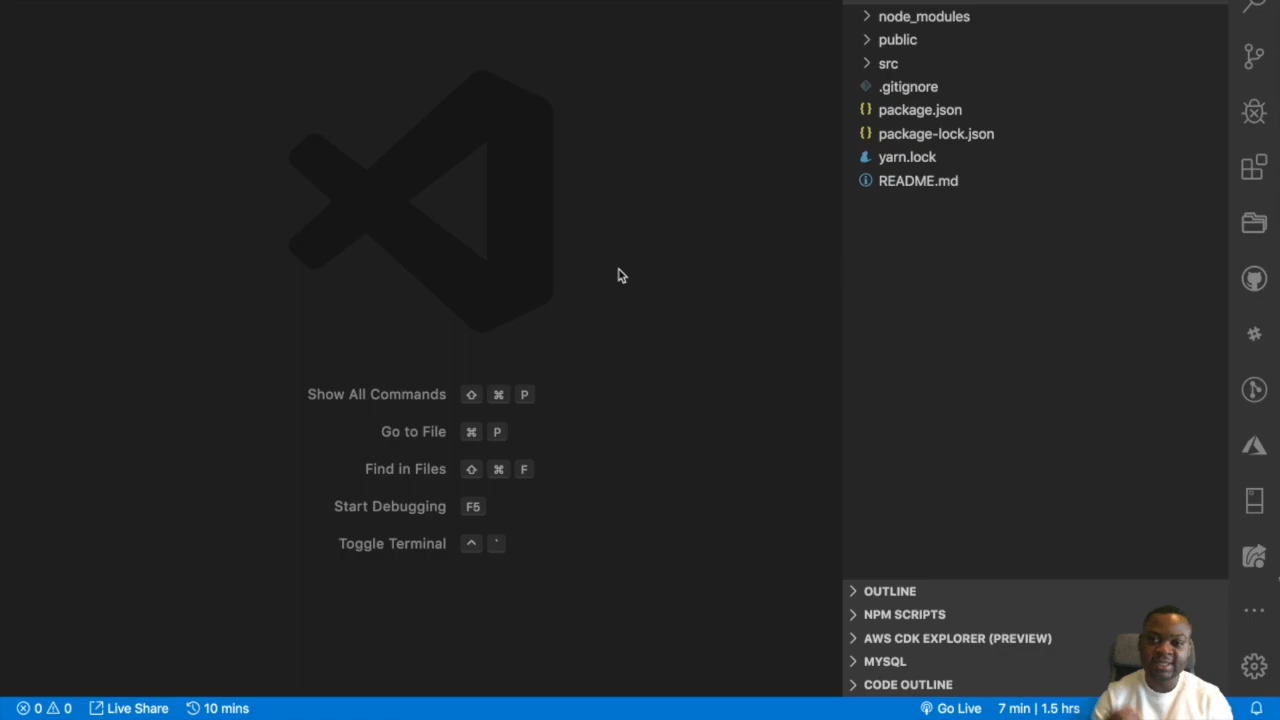 node_modules
public
src
.gitignore
{} package.json
{} package-lock.json
yarn.lock
README.md
Show All Commands ⇧ ⌘ P
Go to File ⌘ P
Find in Files ⇧ ⌘ F
Start Debugging F5
Toggle Terminal ^ `
OUTLINE
NPM SCRIPTS
AWS CDK EXPLORER (PREVIEW)
MYSQL
CODE OUTLINE
0 0 Live Share 10 mins Go Live 7 min | 1.5 hrs